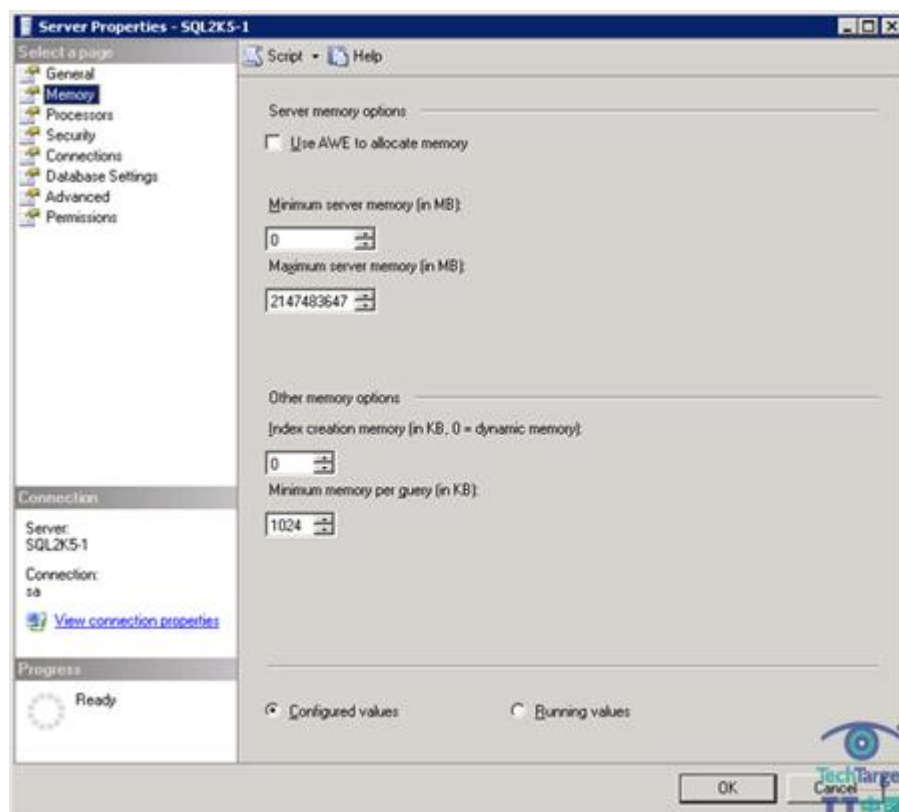 Server Properties - SQL2K5-1
Select a page
General
Memory
Processors
Security
Connections
Database Settings
Advanced
Permissions
Script
Help
Server memory options
Use AWE to allocate memory
Minimum server memory (in MB):
0
Maximum server memory (in MB):
2147483647
Other memory options
Index creation memory (in KB, 0 = dynamic memory):
0
Minimum memory per query (in KB):
1024
Connection
Server:
SQL2K5-1
Connection:
sa
View connection properties
Progress
Ready
Configured values
Running values
OK
Cancel
TechTarge